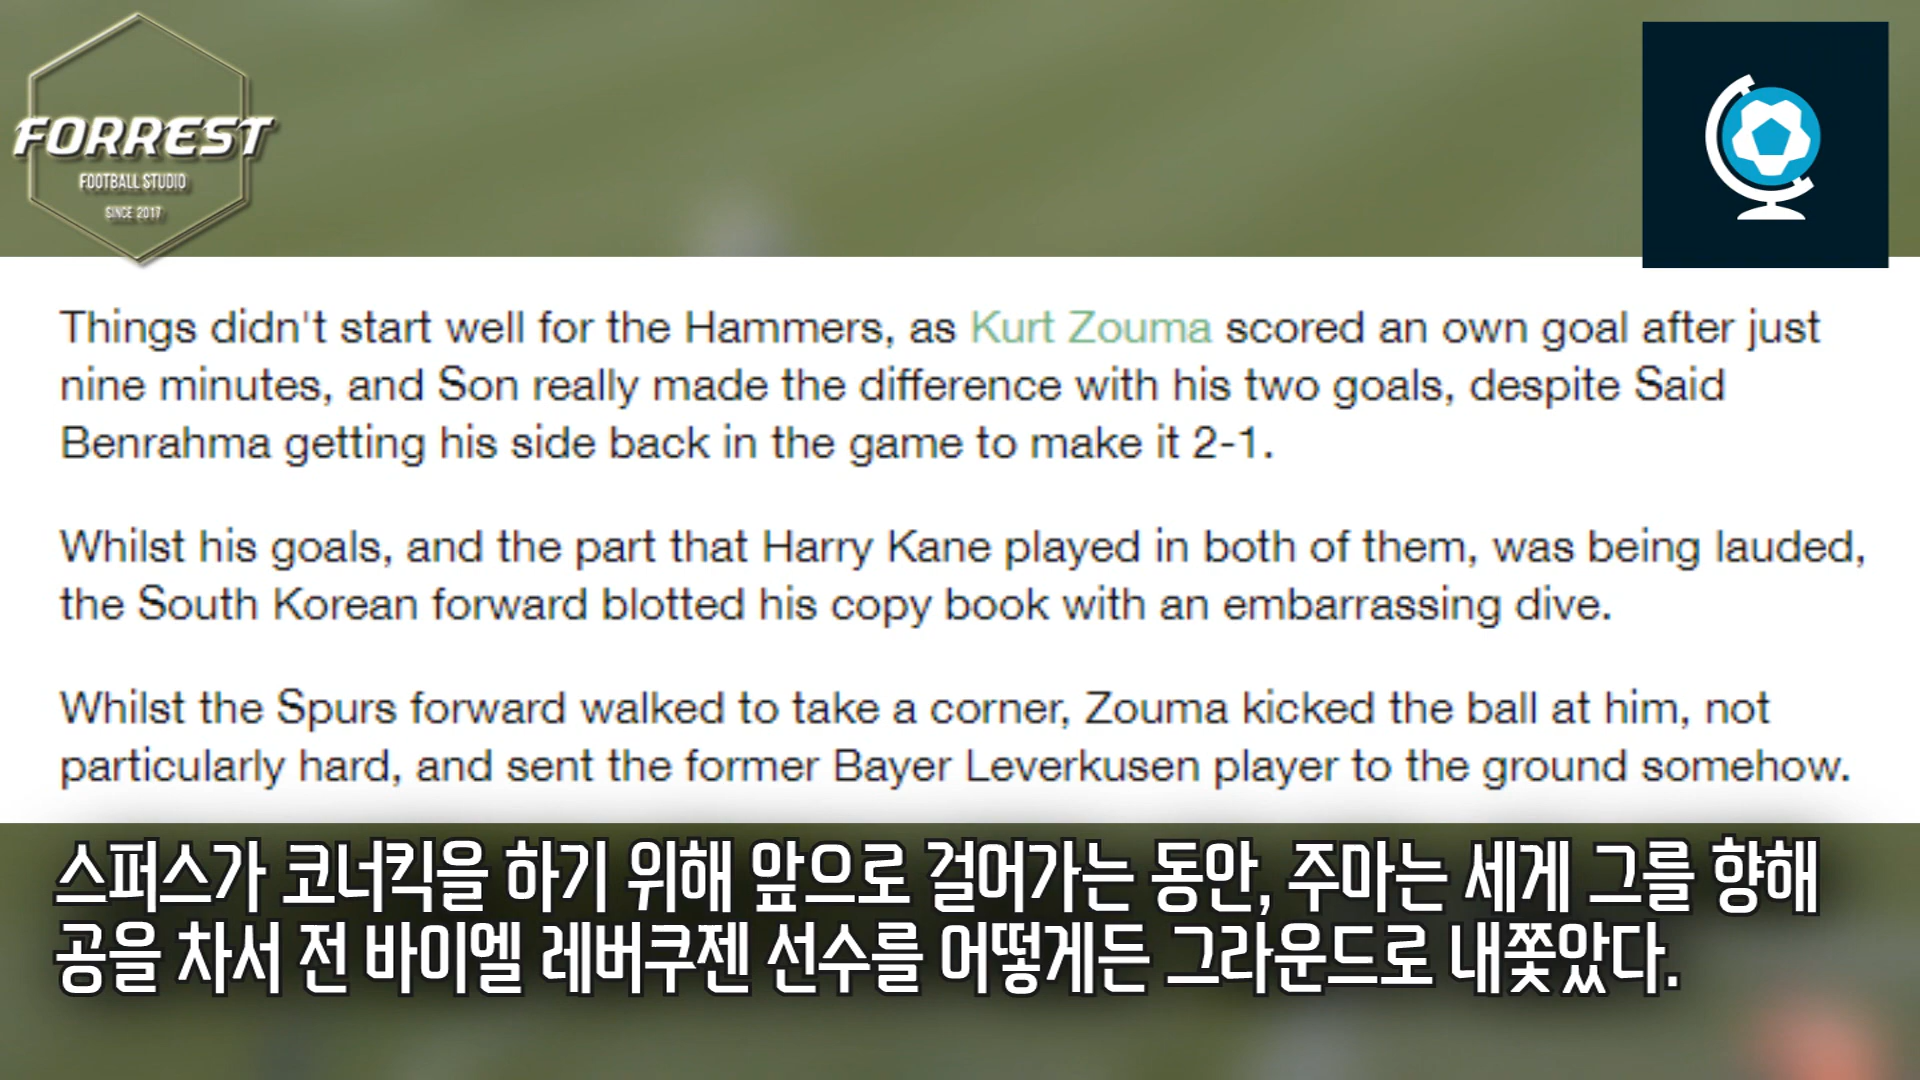 FORREST
FOOTBALL STUDIO
SINCE 2017
Things didn't start well for the Hammers, as Kurt Zouma scored an own goal after just
nine minutes, and Son really made the difference with his two goals, despite Said
Benrahma getting his side back in the game to make it 2-1.
Whilst his goals, and the part that Harry Kane played in both of them, was being lauded,
the South Korean forward blotted his copy book with an embarrassing dive.
Whilst the Spurs forward walked to take a corner, Zouma kicked the ball at him, not
particularly hard, and sent the former Bayer Leverkusen player to the ground somehow.
스퍼스가 코너킥을 하기 위해 앞으로 걸어가는 동안, 주마는 세게 그를 향해
공을 차서 전 바이엘 레버쿠젠 선수를 어떻게든 그라운드로 내쫓았다.